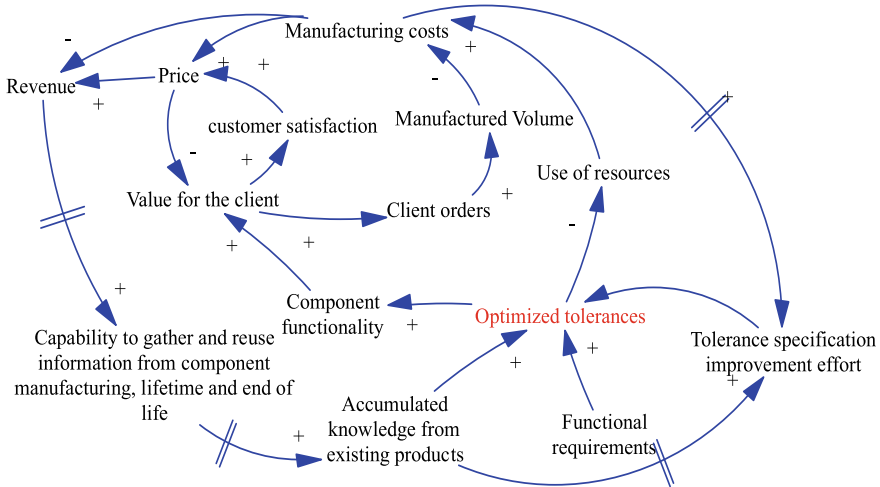 Manufacturing costs
-
+
+
+
Revenue
Price
+
-
+
customer satisfaction
-
+
Manufactured Volume
+
Use of resources
Value for the client
Client orders
+
+
+
-
+
Component
functionality
+
Optimized tolerances
+
+
Capability to gather and reuse
information from component
manufacturing, lifetime and end of
life
Tolerance specification
improvement effort
+
Accumulated
knowledge from
existing products
+
Functional
requirements